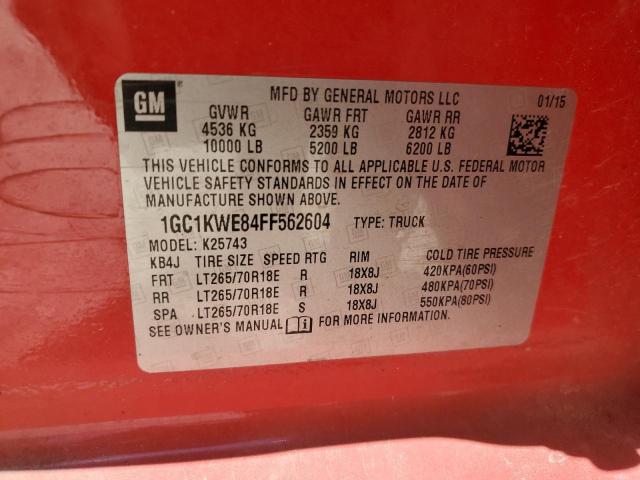 GM
MFD BY GENERAL MOTORS LLC 01/15
GVWR GAWR FRT GAWR RR
4536 KG 2359 KG 2812 KG
10000 LB 5200 LB 6200 LB
THIS VEHICLE CONFORMS TO ALL APPLICABLE U.S. FEDERAL MOTOR
VEHICLE SAFETY STANDARDS IN EFFECT ON THE DATE OF
MANUFACTURE SHOWN ABOVE.
1GC1KWE84FF562604 TYPE: TRUCK
MODEL: K25743
KB4J TIRE SIZE SPEED RTG RIM COLD TIRE PRESSURE
FRT LT265/70R18E R 18X8J 420KPA(60PSI)
RR LT265/70R18E R 18X8J 480KPA(70PSI)
SPA LT265/70R18E S 18X8J 550KPA(80PSI)
SEE OWNER'S MANUAL i FOR MORE INFORMATION.